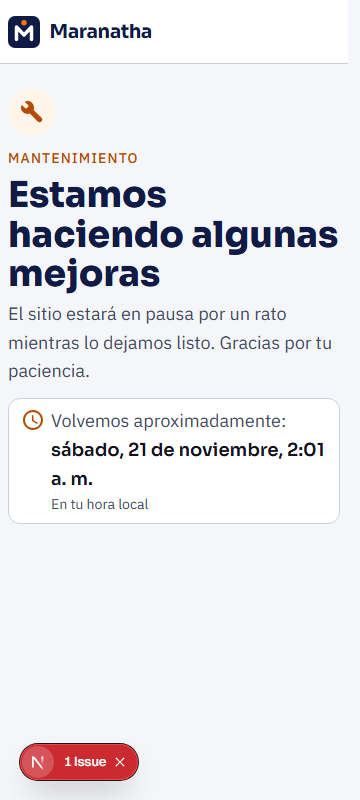 Maranatha
MANTENIMIENTO
Estamos
haciendo algunas
mejoras
El sitio estará en pausa por un rato
mientras lo dejamos listo. Gracias por tu
paciencia.
Volvemos aproximadamente:
sábado, 21 de noviembre, 2:01
a. m.
En tu hora local
1 Issue